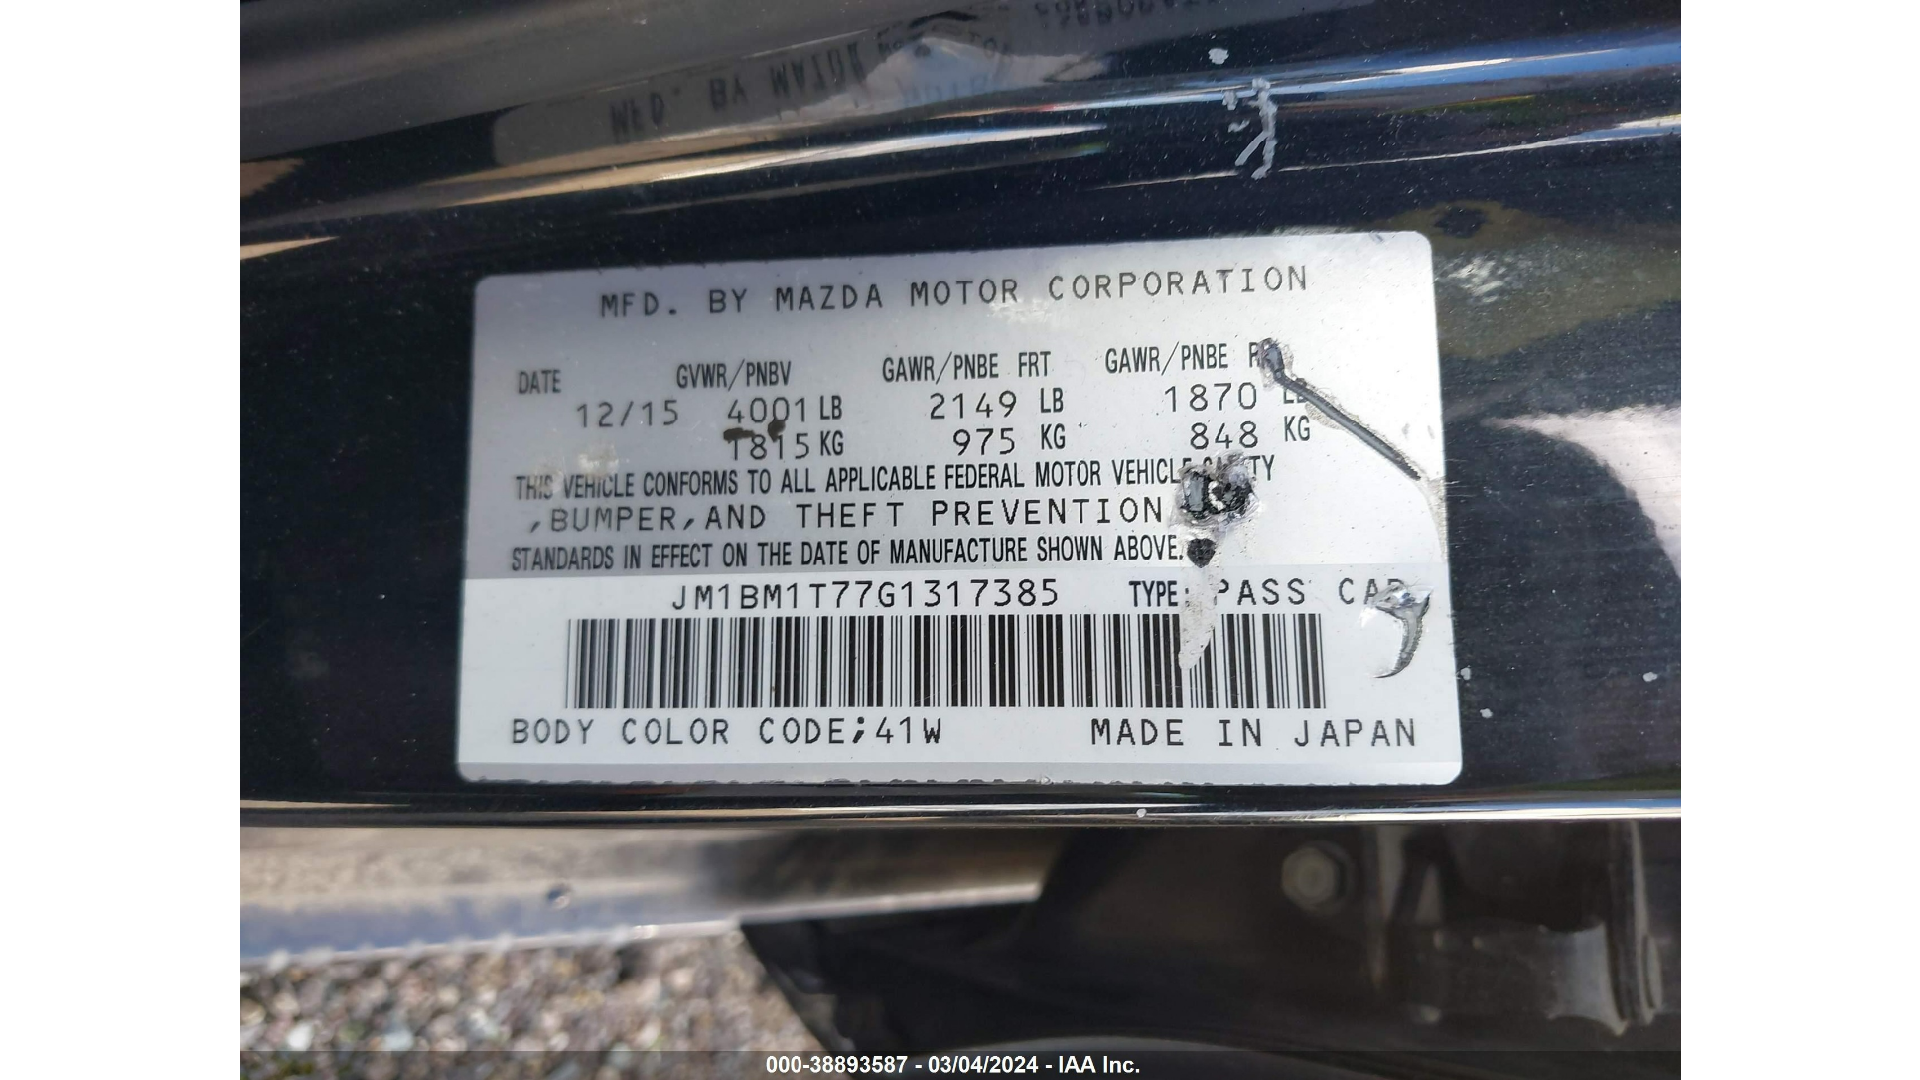 MFD. BY MAZDA MOTOR CORPORATION
DATE GVWR/PNBV GAWR/PNBE FRT GAWR/PNBE
12/15 4001 LB 2149 LB 1870 LB
1815 KG 975 KG 848 KG
THIS VEHICLE CONFORMS TO ALL APPLICABLE FEDERAL MOTOR VEHICLE SAFETY
,BUMPER,AND THEFT PREVENTION
STANDARDS IN EFFECT ON THE DATE OF MANUFACTURE SHOWN ABOVE.
JM1BM1T77G1317385 TYPE: PASS CAR
BODY COLOR CODE;41W MADE IN JAPAN
000-38893587 - 03/04/2024 - IAA Inc.